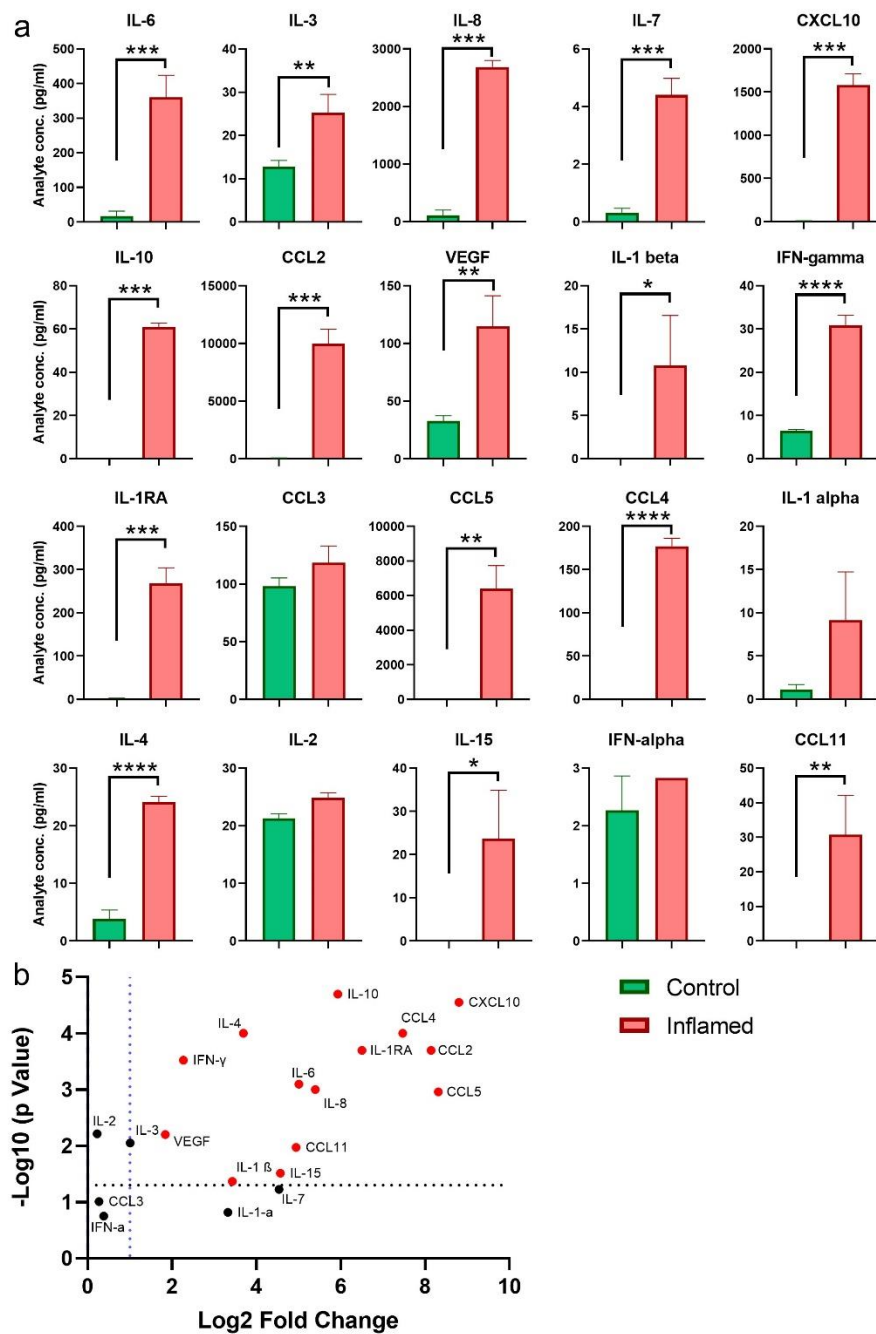 a
IL-6
IL-3
IL-8
IL-7
CXCL10
Analyte conc. (pg/ml)
500
400
300
200
100
0
***
40
30
20
10
0
**
3000
2000
1000
0
***
6
4
2
0
***
2000
1500
1000
500
0
***
IL-10
CCL2
VEGF
IL-1 beta
IFN-gamma
Analyte conc. (pg/ml)
80
60
40
20
0
***
15000
10000
5000
0
***
150
100
50
0
**
20
15
10
5
0
*
40
30
20
10
0
****
IL-1RA
CCL3
CCL5
CCL4
IL-1 alpha
Analyte conc. (pg/ml)
400
300
200
100
0
***
150
100
50
0
8000
6000
4000
2000
0
**
200
150
100
50
0
****
20
15
10
5
0
IL-4
IL-2
IL-15
IFN-alpha
CCL11
Analyte conc. (pg/ml)
30
20
10
0
****
30
20
10
0
40
30
20
10
0
*
3
2
1
0
50
40
30
20
10
0
**
b
-Log10 (p Value)
5
4
3
2
1
0
IL-10
CXCL10
IL-4
CCL4
IFN-γ
IL-1RA
CCL2
IL-6
IL-8
CCL5
IL-2
IL-3
VEGF
CCL11
IL-1 ß
IL-15
IL-7
CCL3
IL-1-a
IFN-a
0
2
4
6
8
10
Log2 Fold Change
Control
Inflamed